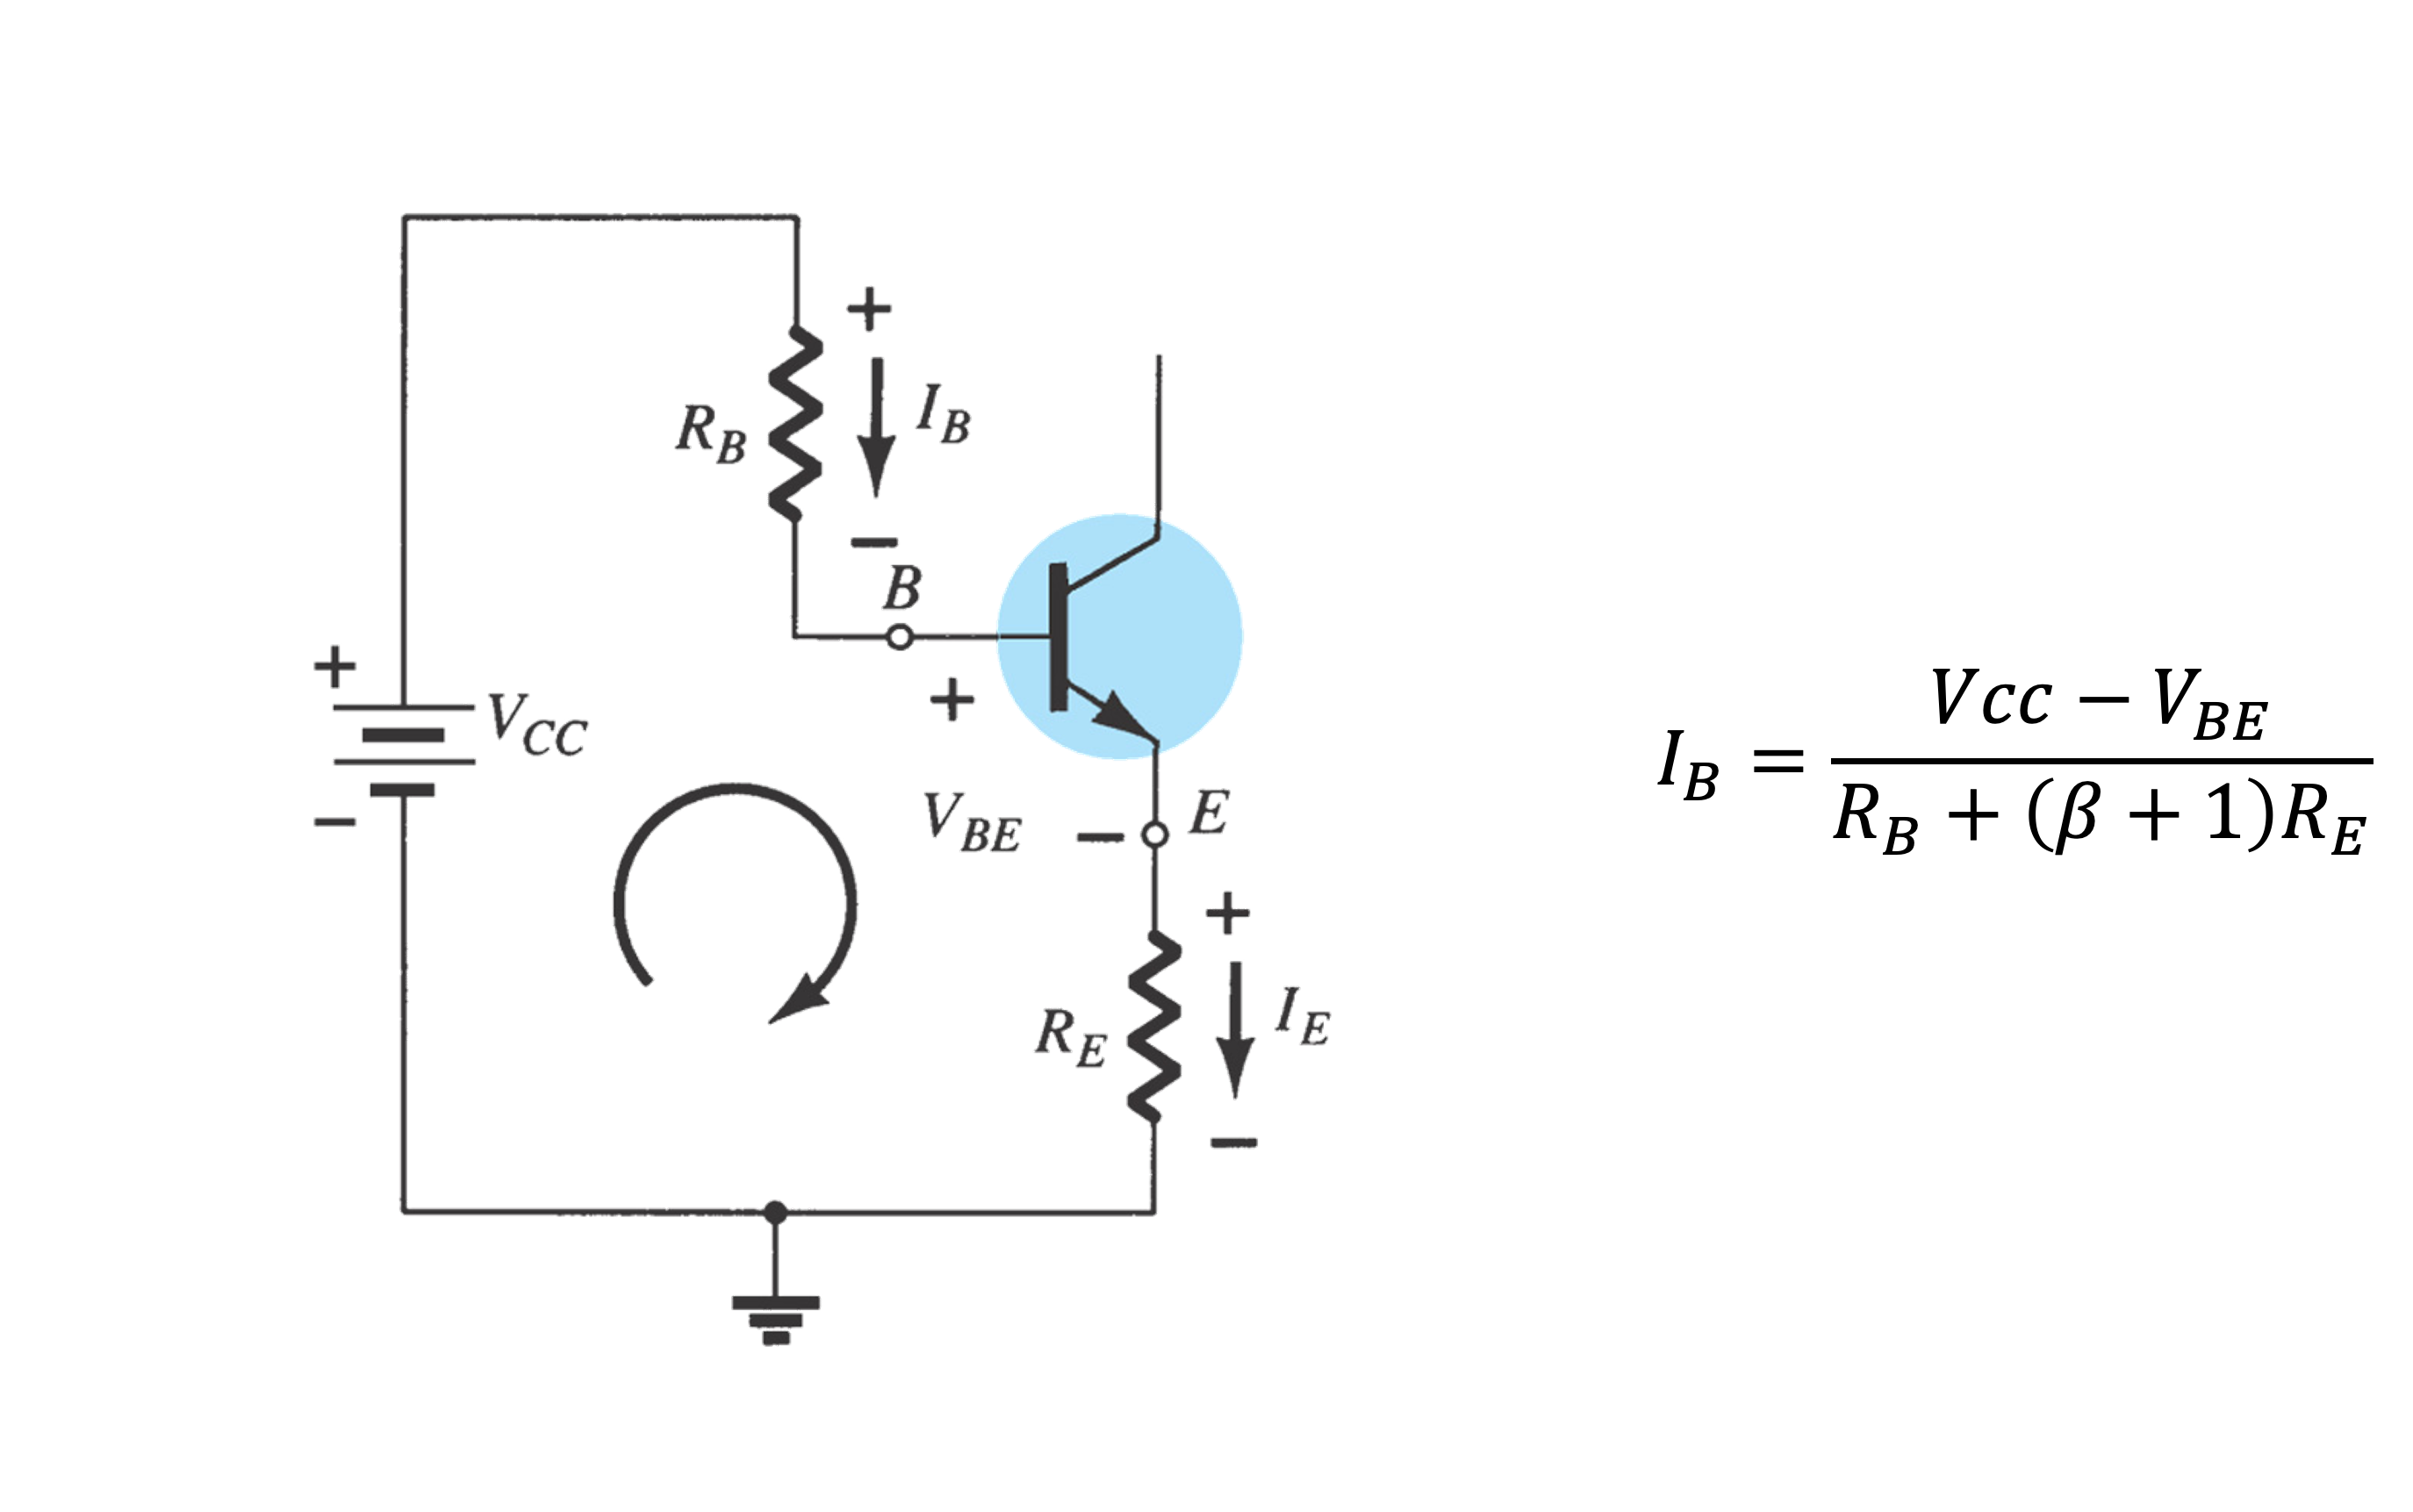 +
R_B
I_B
−
B
+
+
V_CC
−
V_BE
−
E
+
R_E
I_E
−
I_B = (Vcc − V_BE) / (R_B + (β + 1)R_E)